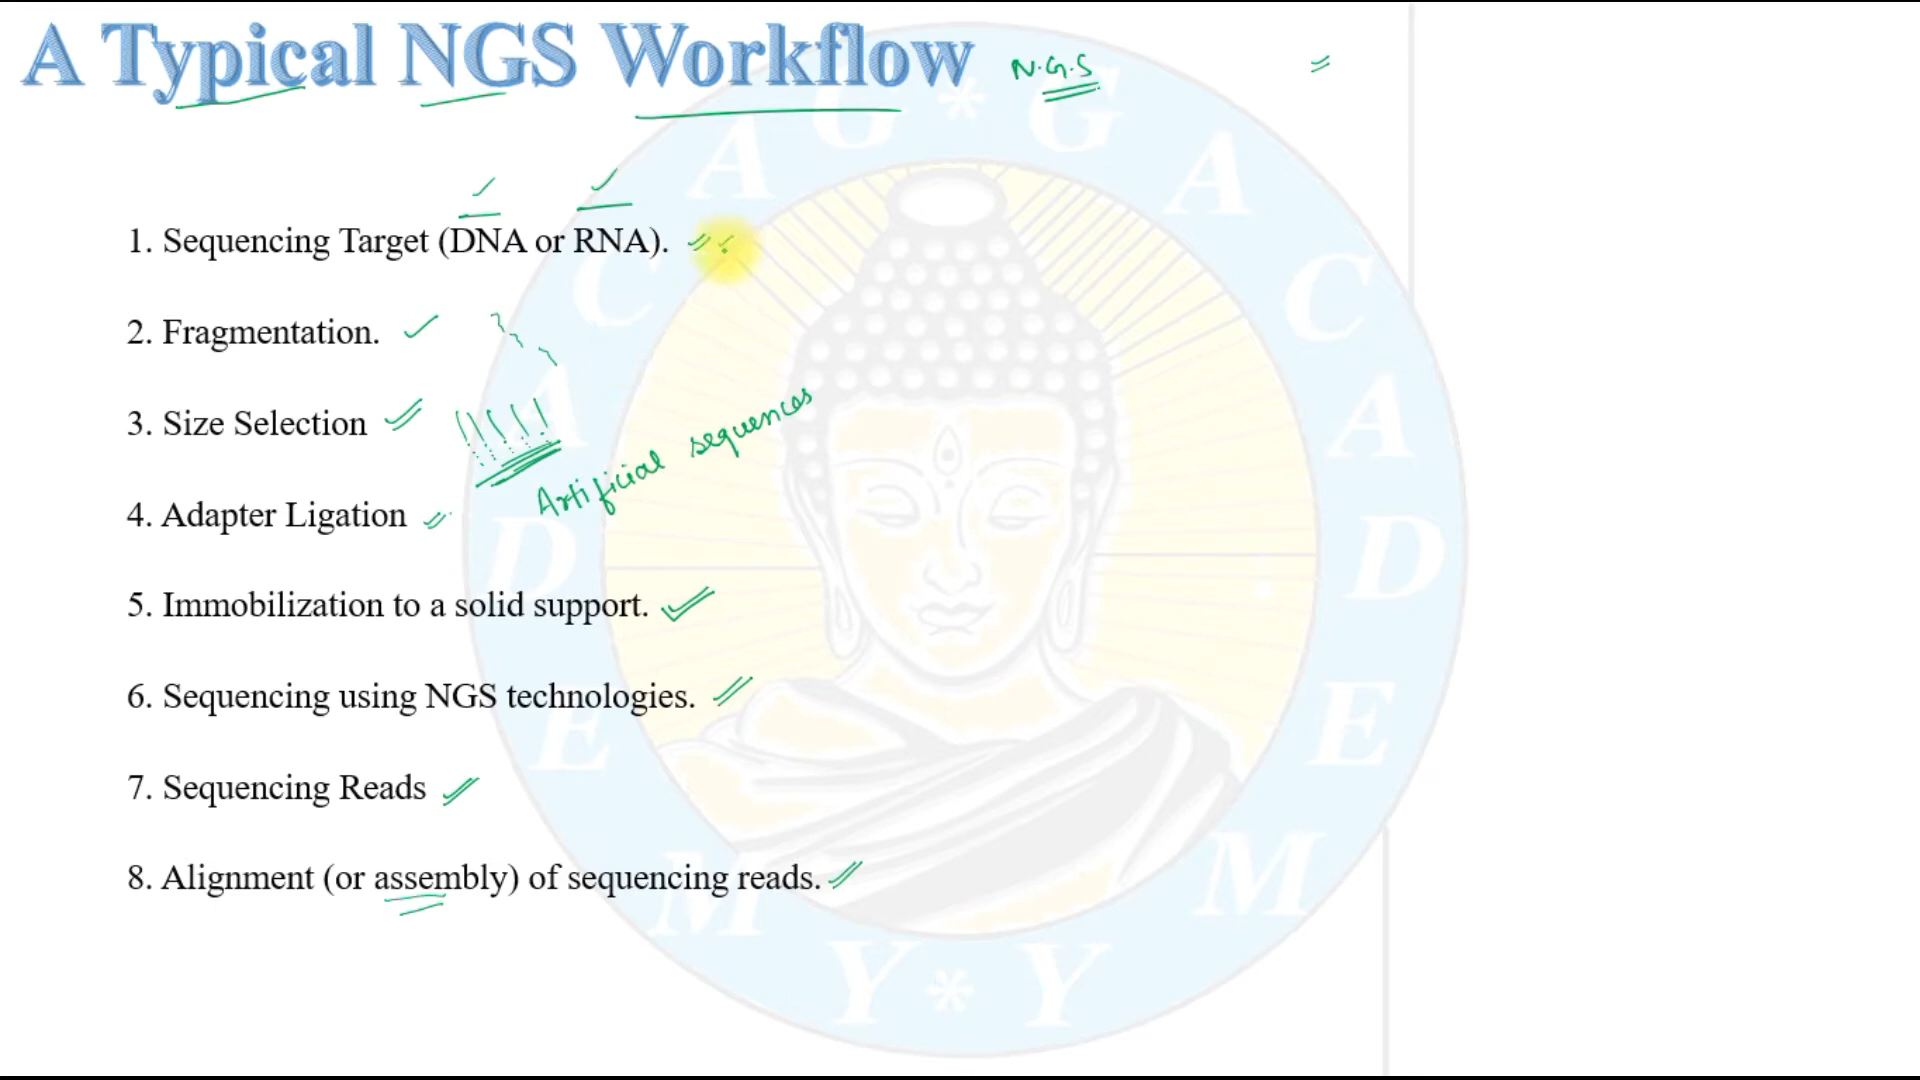 A Typical NGS Workflow
N.G.S
1. Sequencing Target (DNA or RNA).
2. Fragmentation.
3. Size Selection
Artificial sequences
4. Adapter Ligation
5. Immobilization to a solid support.
6. Sequencing using NGS technologies.
7. Sequencing Reads
8. Alignment (or assembly) of sequencing reads.
G * G
A A
C C
A A
D D
E E
M M
Y * Y